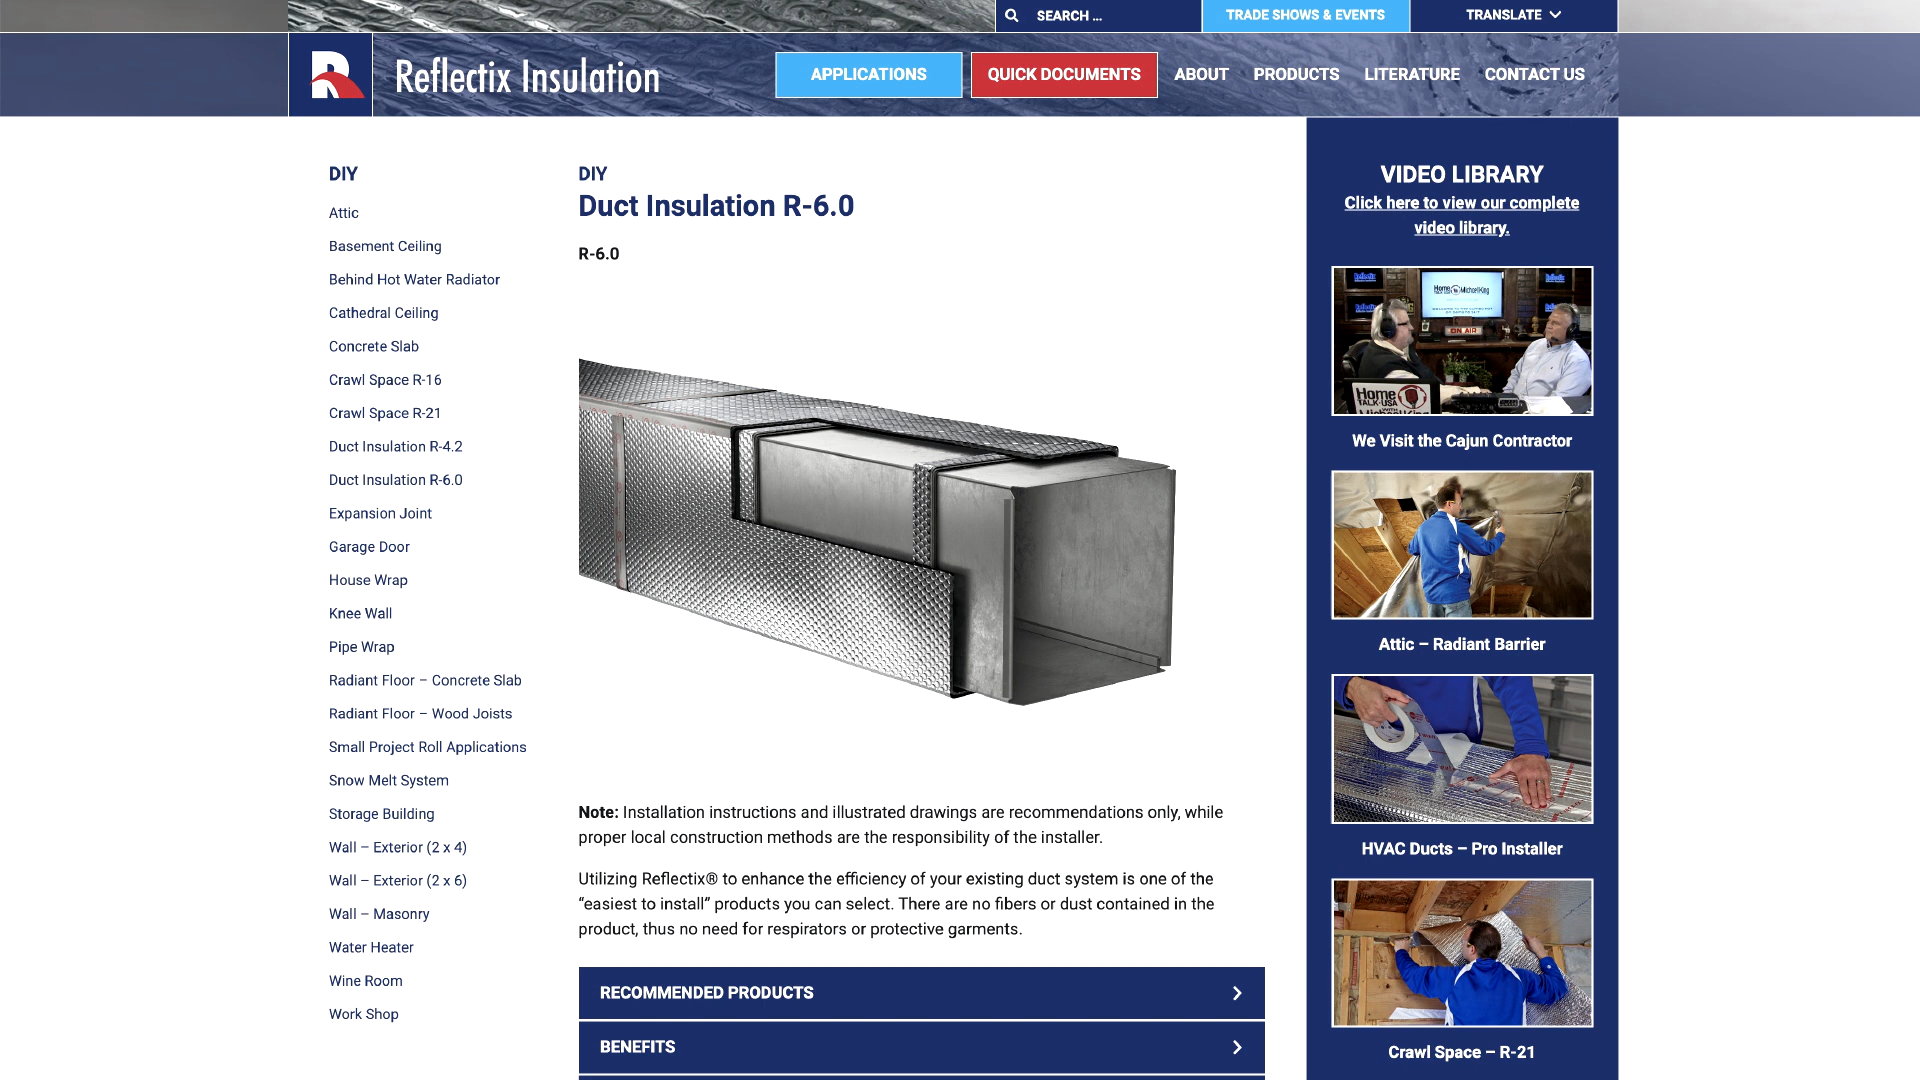 SEARCH ...
TRADE SHOWS & EVENTS
TRANSLATE
Reflectix Insulation
APPLICATIONS
QUICK DOCUMENTS
ABOUT
PRODUCTS
LITERATURE
CONTACT US
DIY
Attic
Basement Ceiling
Behind Hot Water Radiator
Cathedral Ceiling
Concrete Slab
Crawl Space R-16
Crawl Space R-21
Duct Insulation R-4.2
Duct Insulation R-6.0
Expansion Joint
Garage Door
House Wrap
Knee Wall
Pipe Wrap
Radiant Floor – Concrete Slab
Radiant Floor – Wood Joists
Small Project Roll Applications
Snow Melt System
Storage Building
Wall – Exterior (2 x 4)
Wall – Exterior (2 x 6)
Wall – Masonry
Water Heater
Wine Room
Work Shop
DIY
Duct Insulation R-6.0
R-6.0
Note: Installation instructions and illustrated drawings are recommendations only, while
proper local construction methods are the responsibility of the installer.
Utilizing Reflectix® to enhance the efficiency of your existing duct system is one of the
“easiest to install” products you can select. There are no fibers or dust contained in the
product, thus no need for respirators or protective garments.
RECOMMENDED PRODUCTS
BENEFITS
VIDEO LIBRARY
Click here to view our complete
video library.
ON AIR
Home
TALK USA
We Visit the Cajun Contractor
Attic – Radiant Barrier
HVAC Ducts – Pro Installer
Crawl Space – R-21